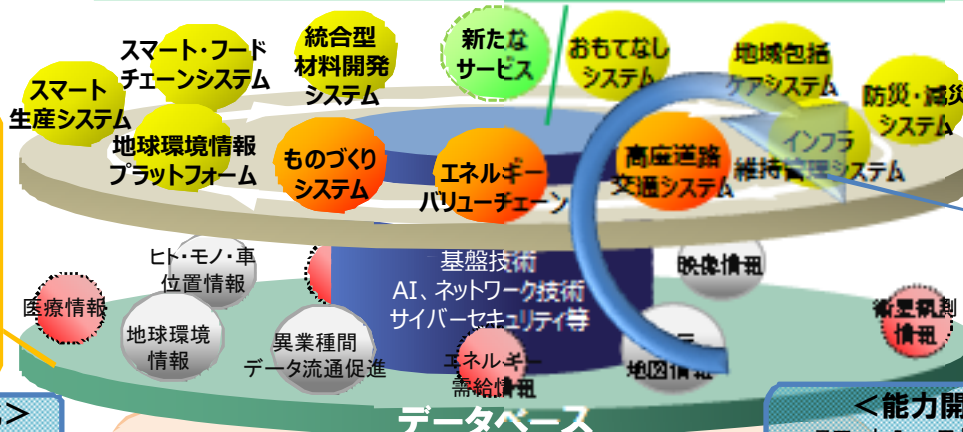 スマート・フード
チェーンシステム
統合型
材料開発
システム
新たな
サービス
おもてなし
システム
地域包括
ケアシステム
スマート
生産システム
防災・減災
システム
地球環境情報
プラットフォーム
ものづくり
システム
エネルギー
バリューチェーン
高度道路
交通システム
インフラ
維持管理システム
ヒト・モノ・車
位置情報
基盤技術
AI、ネットワーク技術
サイバーセキュリティ等
映像情報
医療情報
地球環境
情報
異業種間
データ流通促進
エネルギー
需給情報
地図情報
衛星観測
情報
データベース
>
<能力開